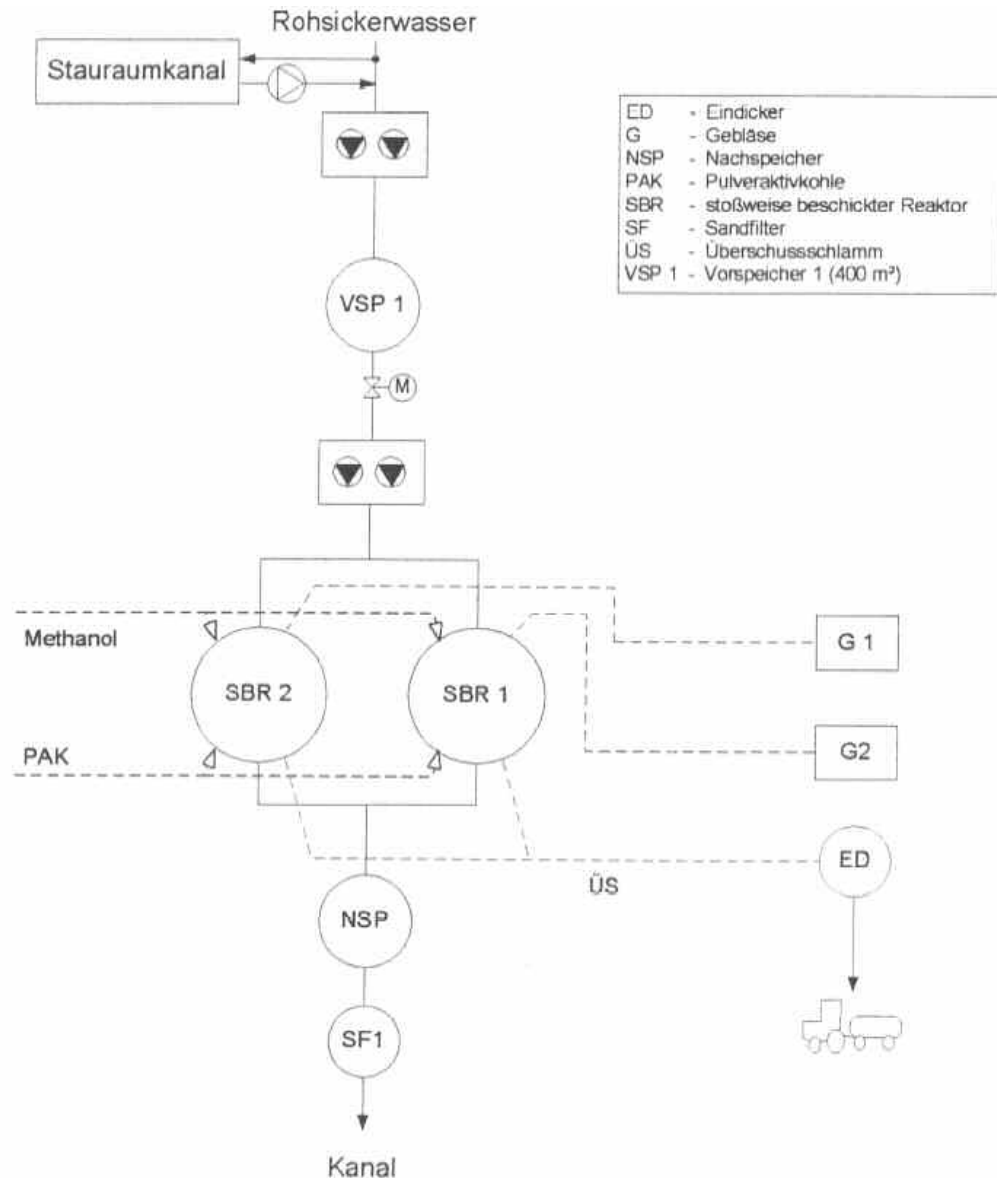 Rohsickerwasser
Stauraumkanal
ED - Eindicker
G - Gebläse
NSP - Nachspeicher
PAK - Pulveraktivkohle
SBR - stoßweise beschickter Reaktor
SF - Sandfilter
ÜS - Überschussschlamm
VSP 1 - Vorspeicher 1 (400 m³)
VSP 1
M
Methanol
SBR 2
SBR 1
G 1
PAK
G2
ED
ÜS
NSP
SF1
Kanal